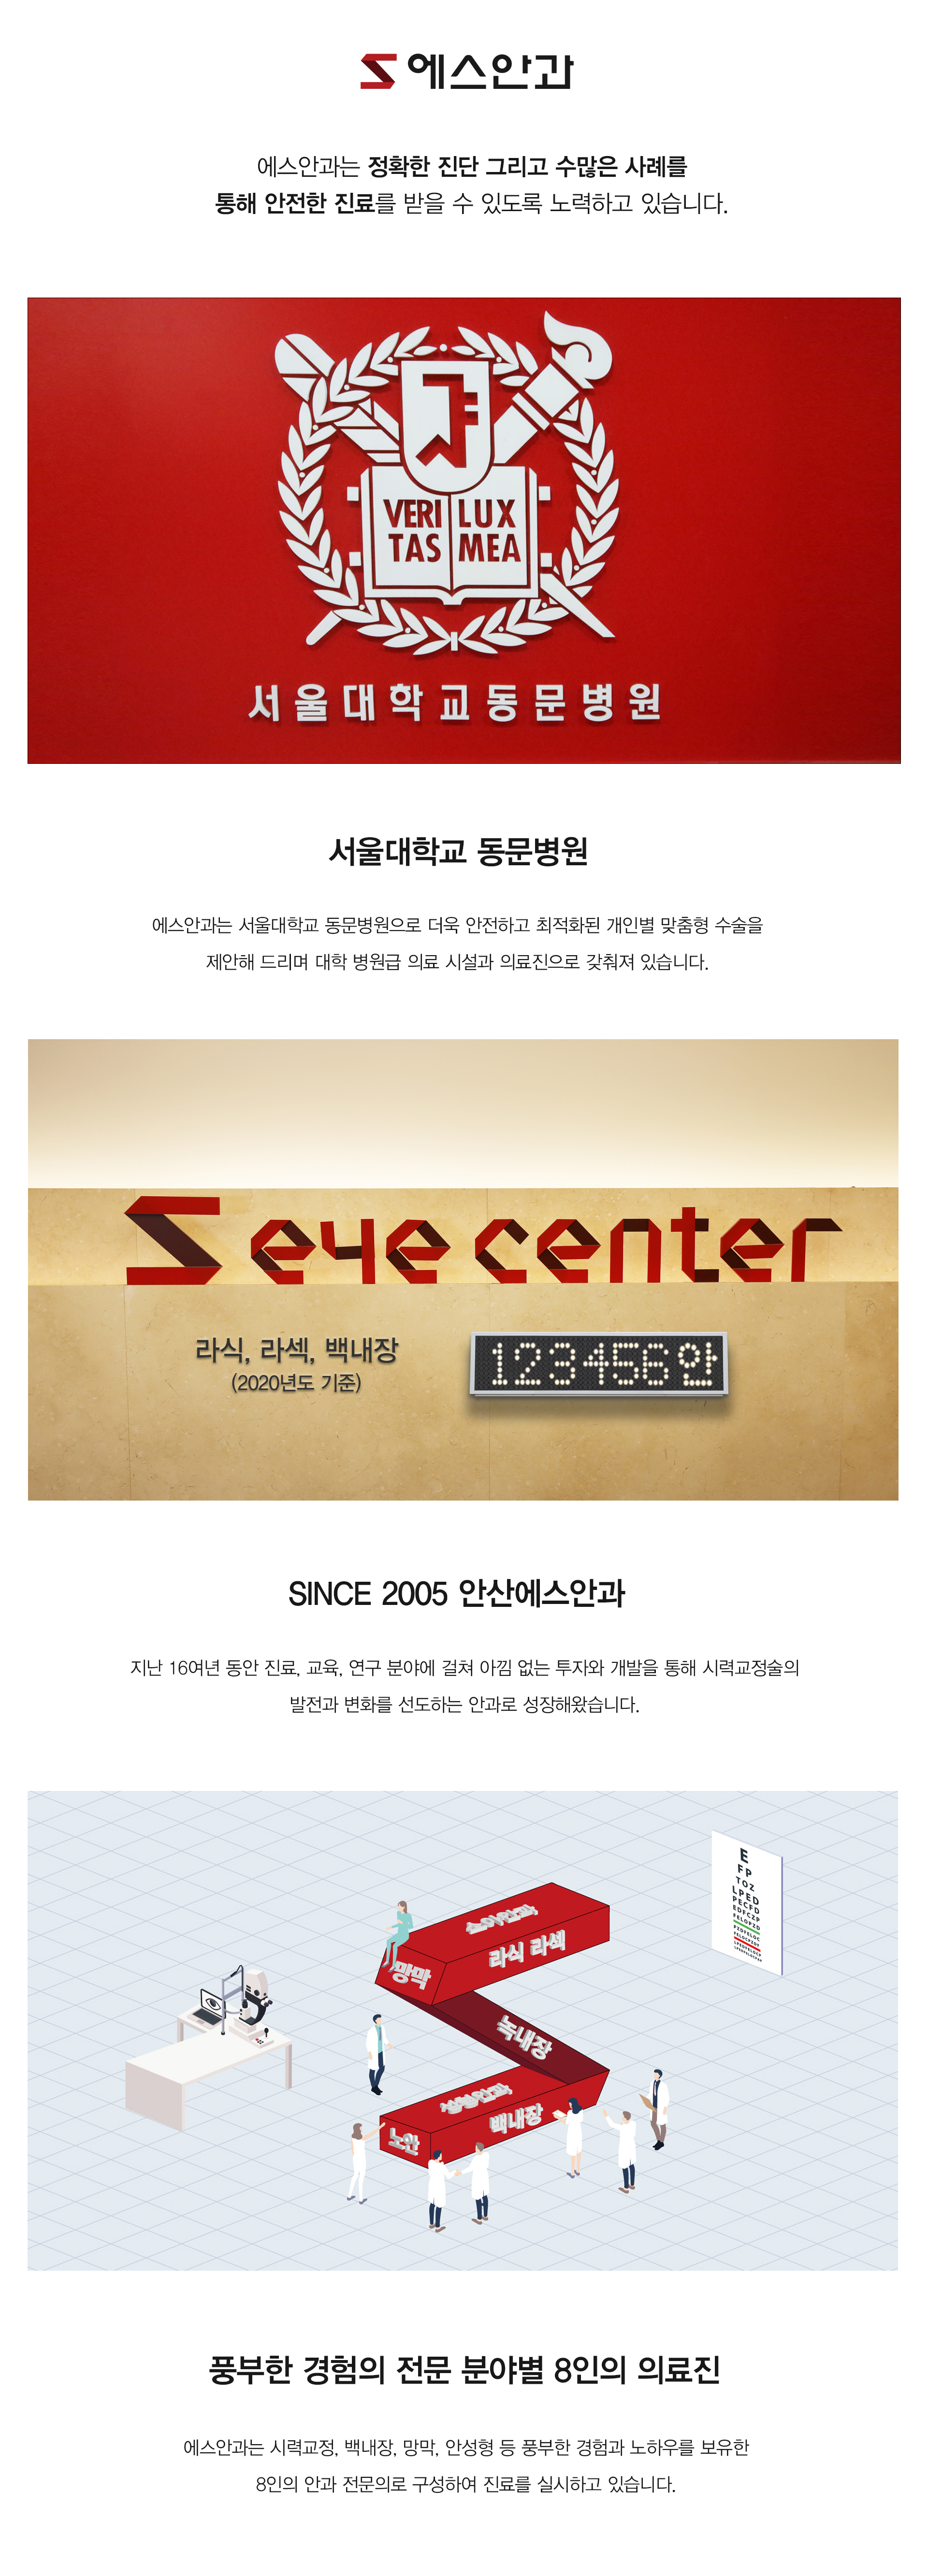 에스안과
에스안과는 정확한 진단 그리고 수많은 사례를
통해 안전한 진료를 받을 수 있도록 노력하고 있습니다.
VERI LUX
TAS MEA
서울대학교동문병원
서울대학교 동문병원
에스안과는 서울대학교 동문병원으로 더욱 안전하고 최적화된 개인별 맞춤형 수술을
제안해 드리며 대학 병원급 의료 시설과 의료진으로 갖춰져 있습니다.
S eye center
라식, 라섹, 백내장
(2020년도 기준)
123456안
SINCE 2005 안산에스안과
지난 16여년 동안 진료, 교육, 연구 분야에 걸쳐 아낌 없는 투자와 개발을 통해 시력교정술의
발전과 변화를 선도하는 안과로 성장해왔습니다.
E
F P
T O Z
L P E D
P E C F D
E D F C Z P
F E L O P Z D
소아안과
라식 라섹
망막
녹내장
성형안과
백내장
노안
풍부한 경험의 전문 분야별 8인의 의료진
에스안과는 시력교정, 백내장, 망막, 안성형 등 풍부한 경험과 노하우를 보유한
8인의 안과 전문의로 구성하여 진료를 실시하고 있습니다.